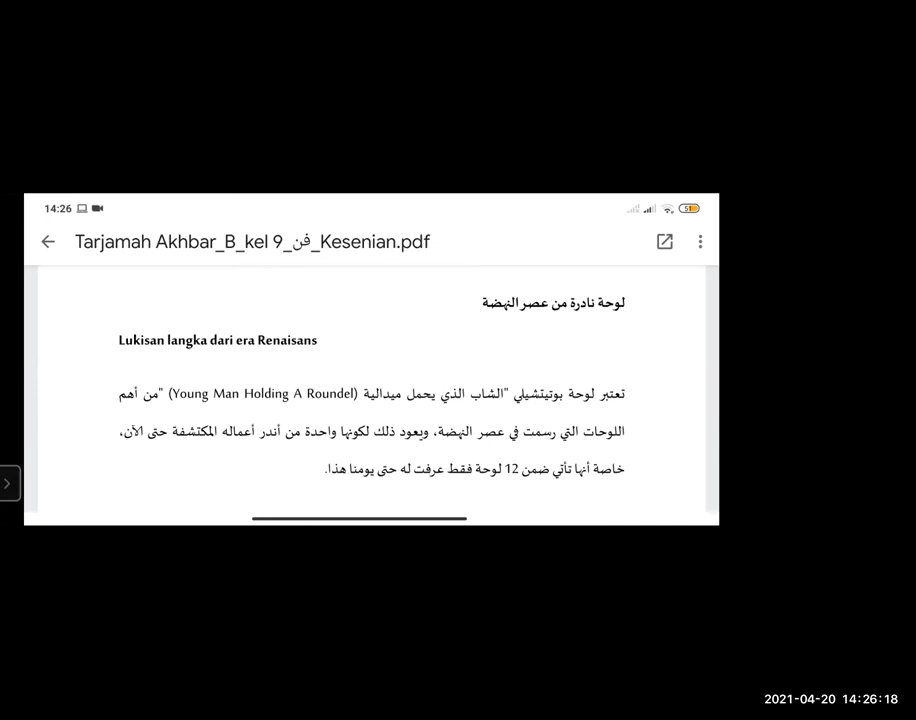 14:26
51
Tarjamah Akhbar_B_kel 9_فن_Kesenian.pdf
لوحة نادرة من عصر النهضة
Lukisan langka dari era Renaisans
تعتبر لوحة بوتيتشيلي "الشاب الذي يحمل ميدالية (Young Man Holding A Roundel) "من أهم
اللوحات التي رسمت في عصر النهضة، ويعود ذلك لكونها واحدة من أندر أعماله المكتشفة حتى الآن،
خاصة أنها تأتي ضمن 12 لوحة فقط عرفت له حتى يومنا هذا.
2021-04-20 14:26:18